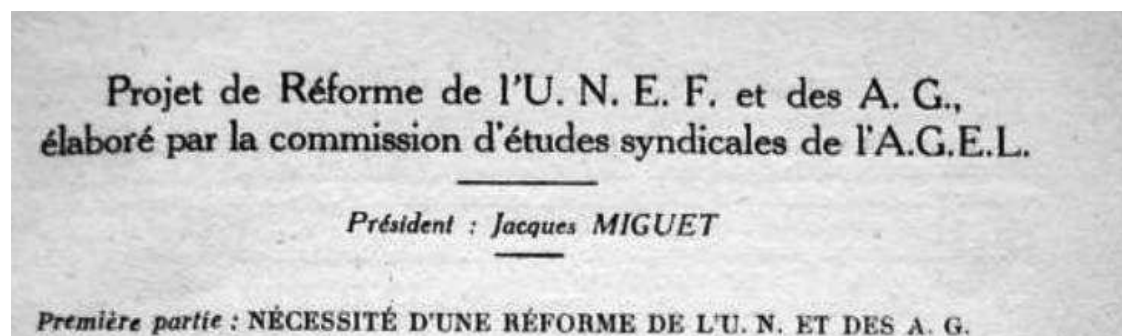 Projet de Réforme de l'U. N. E. F. et des A. G.,
élaboré par la commission d'études syndicales de l'A.G.E.L.
Président : Jacques MIGUET
Première partie : NÉCESSITÉ D'UNE RÉFORME DE L'U. N. ET DES A. G.